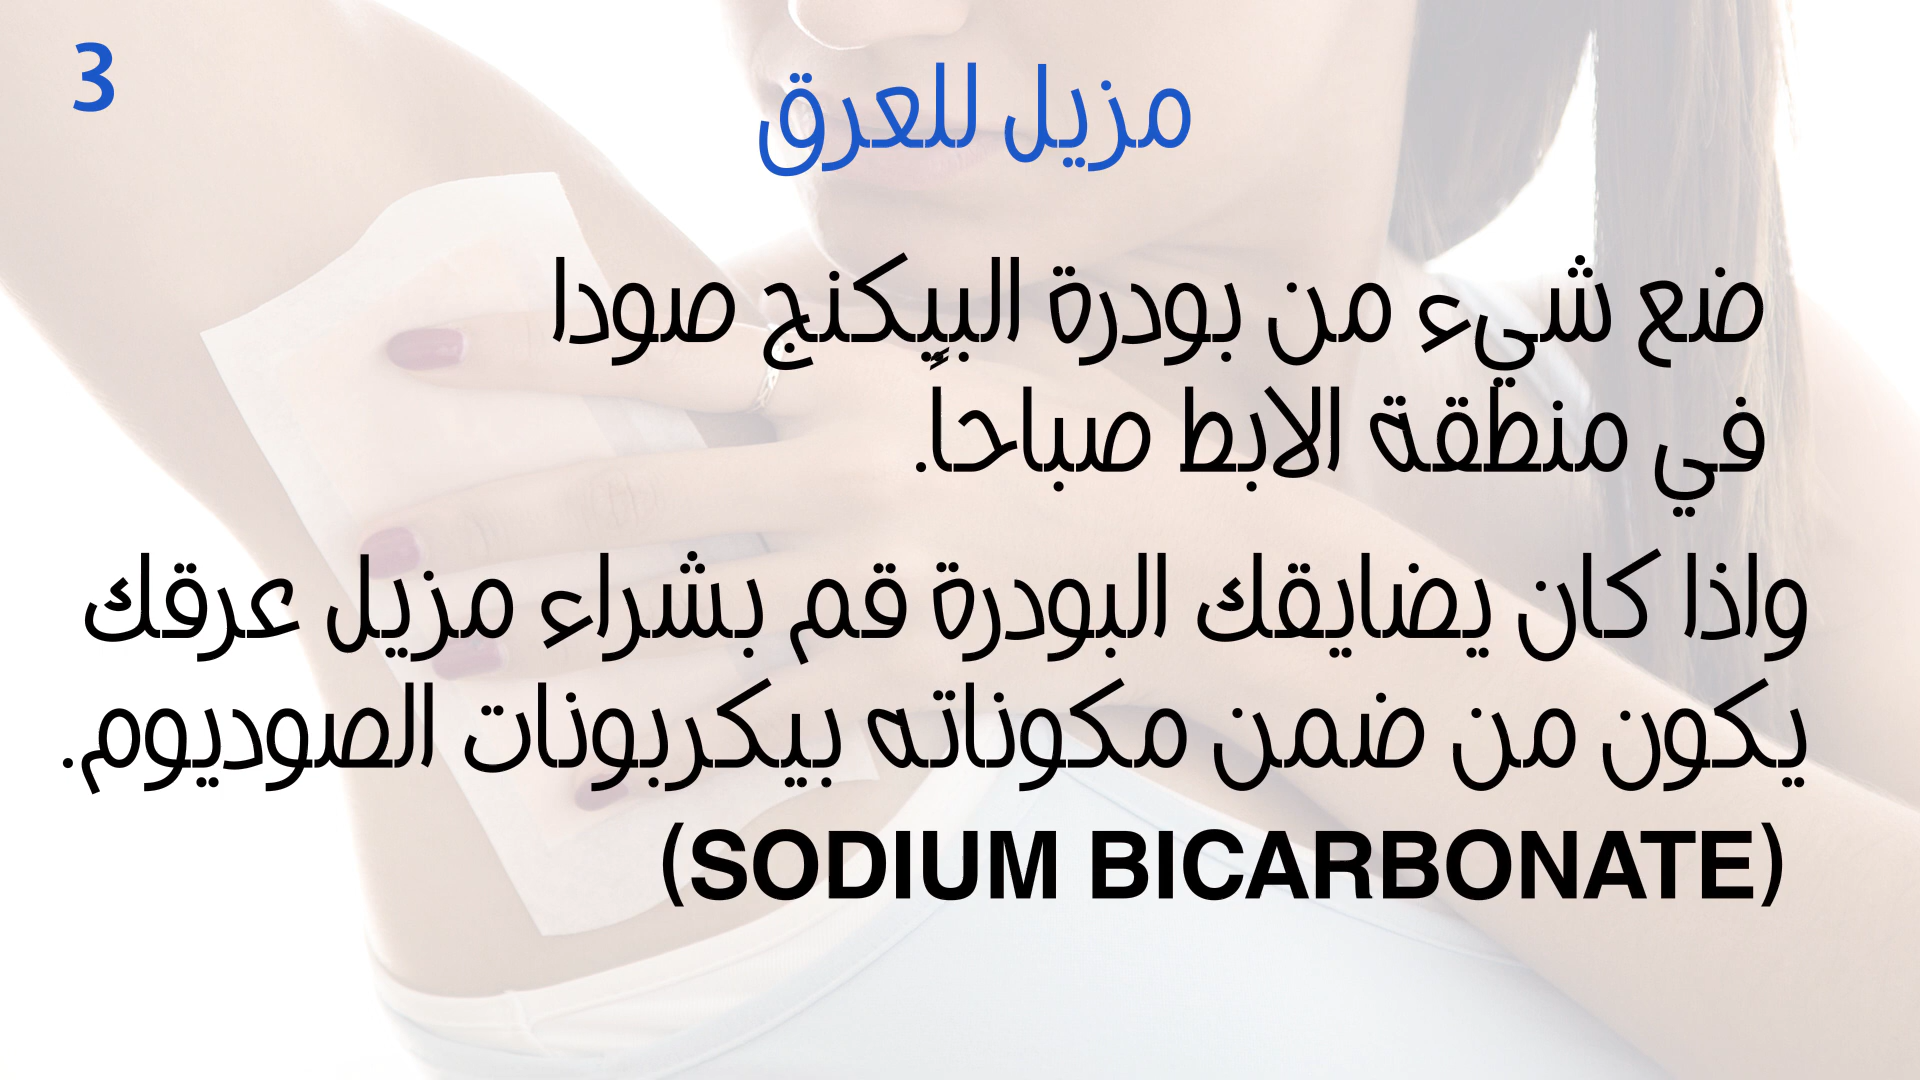 3
مزيل للعرق
ضع شيء من بودرة البيكنج صودا
في منطقة الابط صباحاً.
واذا كان يضايقك البودرة قم بشراء مزيل عرقك
يكون من ضمن مكوناته بيكربونات الصوديوم.
(SODIUM BICARBONATE)